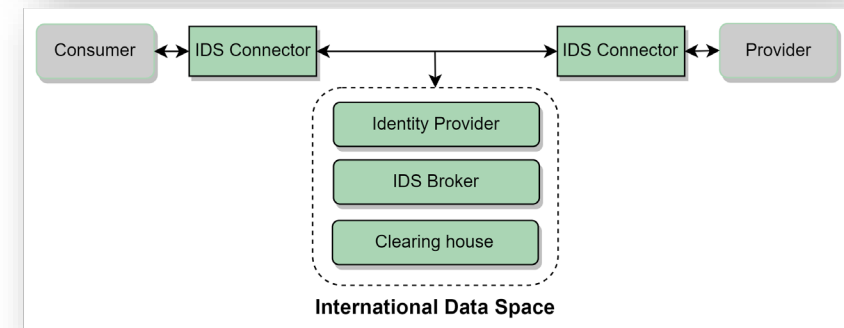 Consumer
IDS Connector
IDS Connector
Provider
Identity Provider
IDS Broker
Clearing house
International Data Space